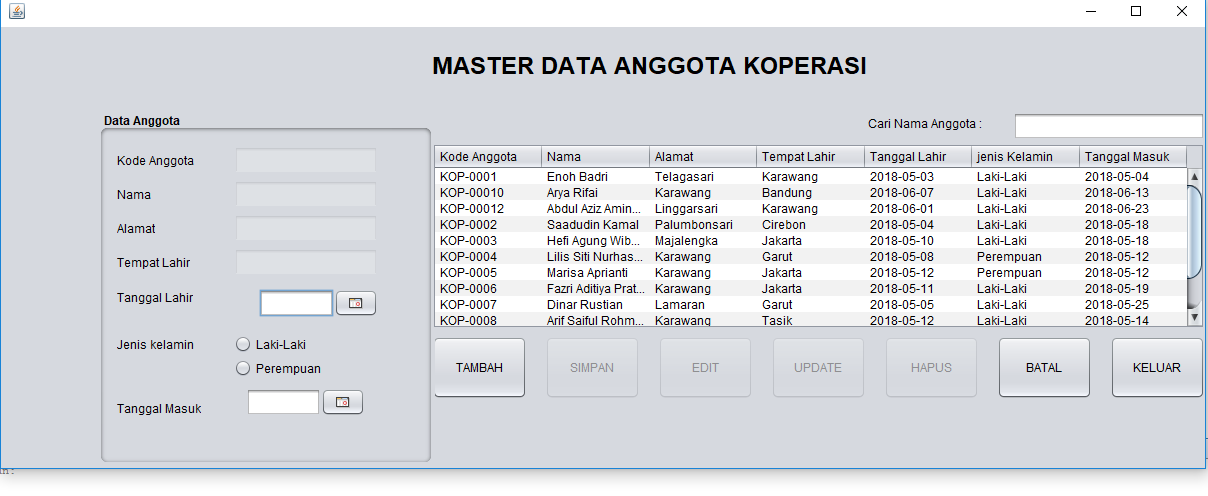 MASTER DATA ANGGOTA KOPERASI
Data Anggota
Kode Anggota
Nama
Alamat
Tempat Lahir
Tanggal Lahir
Jenis kelamin
Laki-Laki
Perempuan
Tanggal Masuk
Cari Nama Anggota :
Kode Anggota Nama Alamat Tempat Lahir Tanggal Lahir jenis Kelamin Tanggal Masuk
KOP-0001 Enoh Badri Telagasari Karawang 2018-05-03 Laki-Laki 2018-05-04
KOP-00010 Arya Rifai Karawang Bandung 2018-06-07 Laki-Laki 2018-06-13
KOP-00012 Abdul Aziz Amin... Linggarsari Karawang 2018-06-01 Laki-Laki 2018-06-23
KOP-0002 Saadudin Kamal Palumbonsari Cirebon 2018-05-04 Laki-Laki 2018-05-18
KOP-0003 Hefi Agung Wib... Majalengka Jakarta 2018-05-10 Laki-Laki 2018-05-18
KOP-0004 Lilis Siti Nurhas... Karawang Garut 2018-05-08 Perempuan 2018-05-12
KOP-0005 Marisa Aprianti Karawang Jakarta 2018-05-12 Perempuan 2018-05-12
KOP-0006 Fazri Aditiya Prat... Karawang Jakarta 2018-05-11 Laki-Laki 2018-05-19
KOP-0007 Dinar Rustian Lamaran Garut 2018-05-05 Laki-Laki 2018-05-25
KOP-0008 Arif Saiful Rohm... Karawang Tasik 2018-05-12 Laki-Laki 2018-05-14
TAMBAH SIMPAN EDIT UPDATE HAPUS BATAL KELUAR